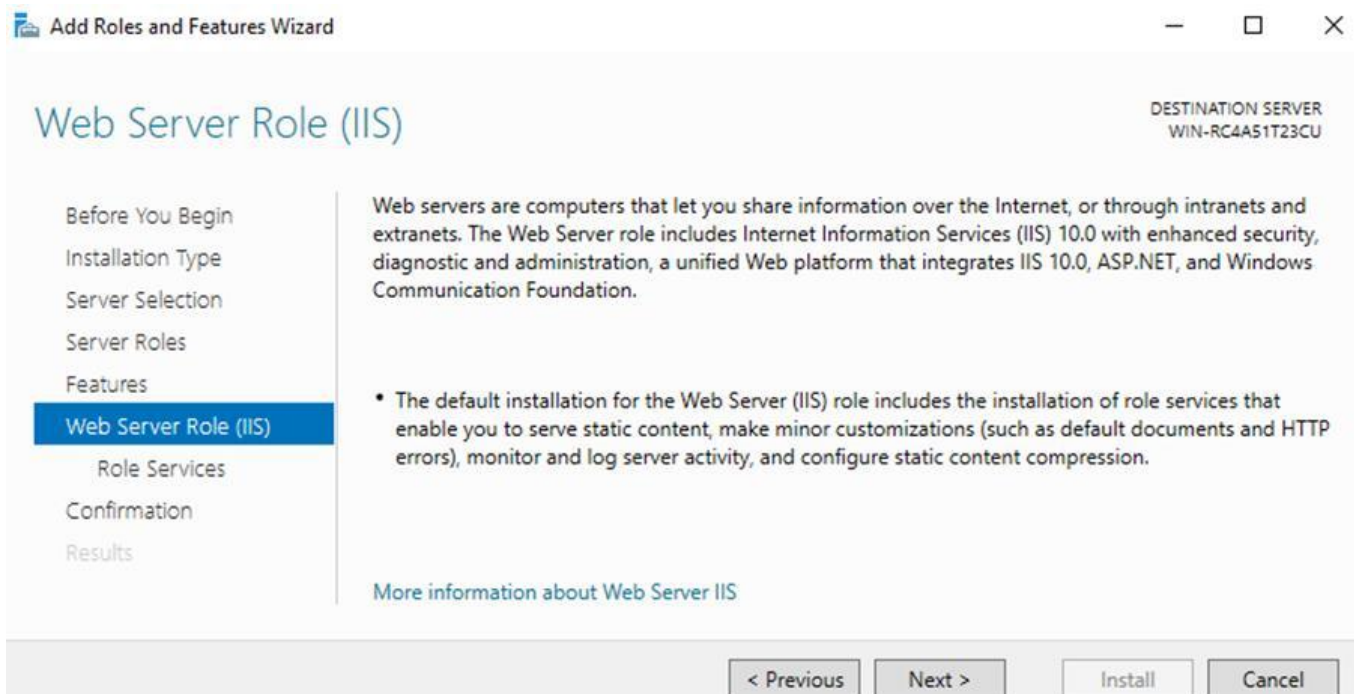 Add Roles and Features Wizard
Web Server Role (IIS)
DESTINATION SERVER
WIN-RC4A51T23CU
Before You Begin
Installation Type
Server Selection
Server Roles
Features
Web Server Role (IIS)
Role Services
Confirmation
Results
Web servers are computers that let you share information over the Internet, or through intranets and
extranets. The Web Server role includes Internet Information Services (IIS) 10.0 with enhanced security,
diagnostic and administration, a unified Web platform that integrates IIS 10.0, ASP.NET, and Windows
Communication Foundation.
• The default installation for the Web Server (IIS) role includes the installation of role services that
enable you to serve static content, make minor customizations (such as default documents and HTTP
errors), monitor and log server activity, and configure static content compression.
More information about Web Server IIS
< Previous
Next >
Install
Cancel